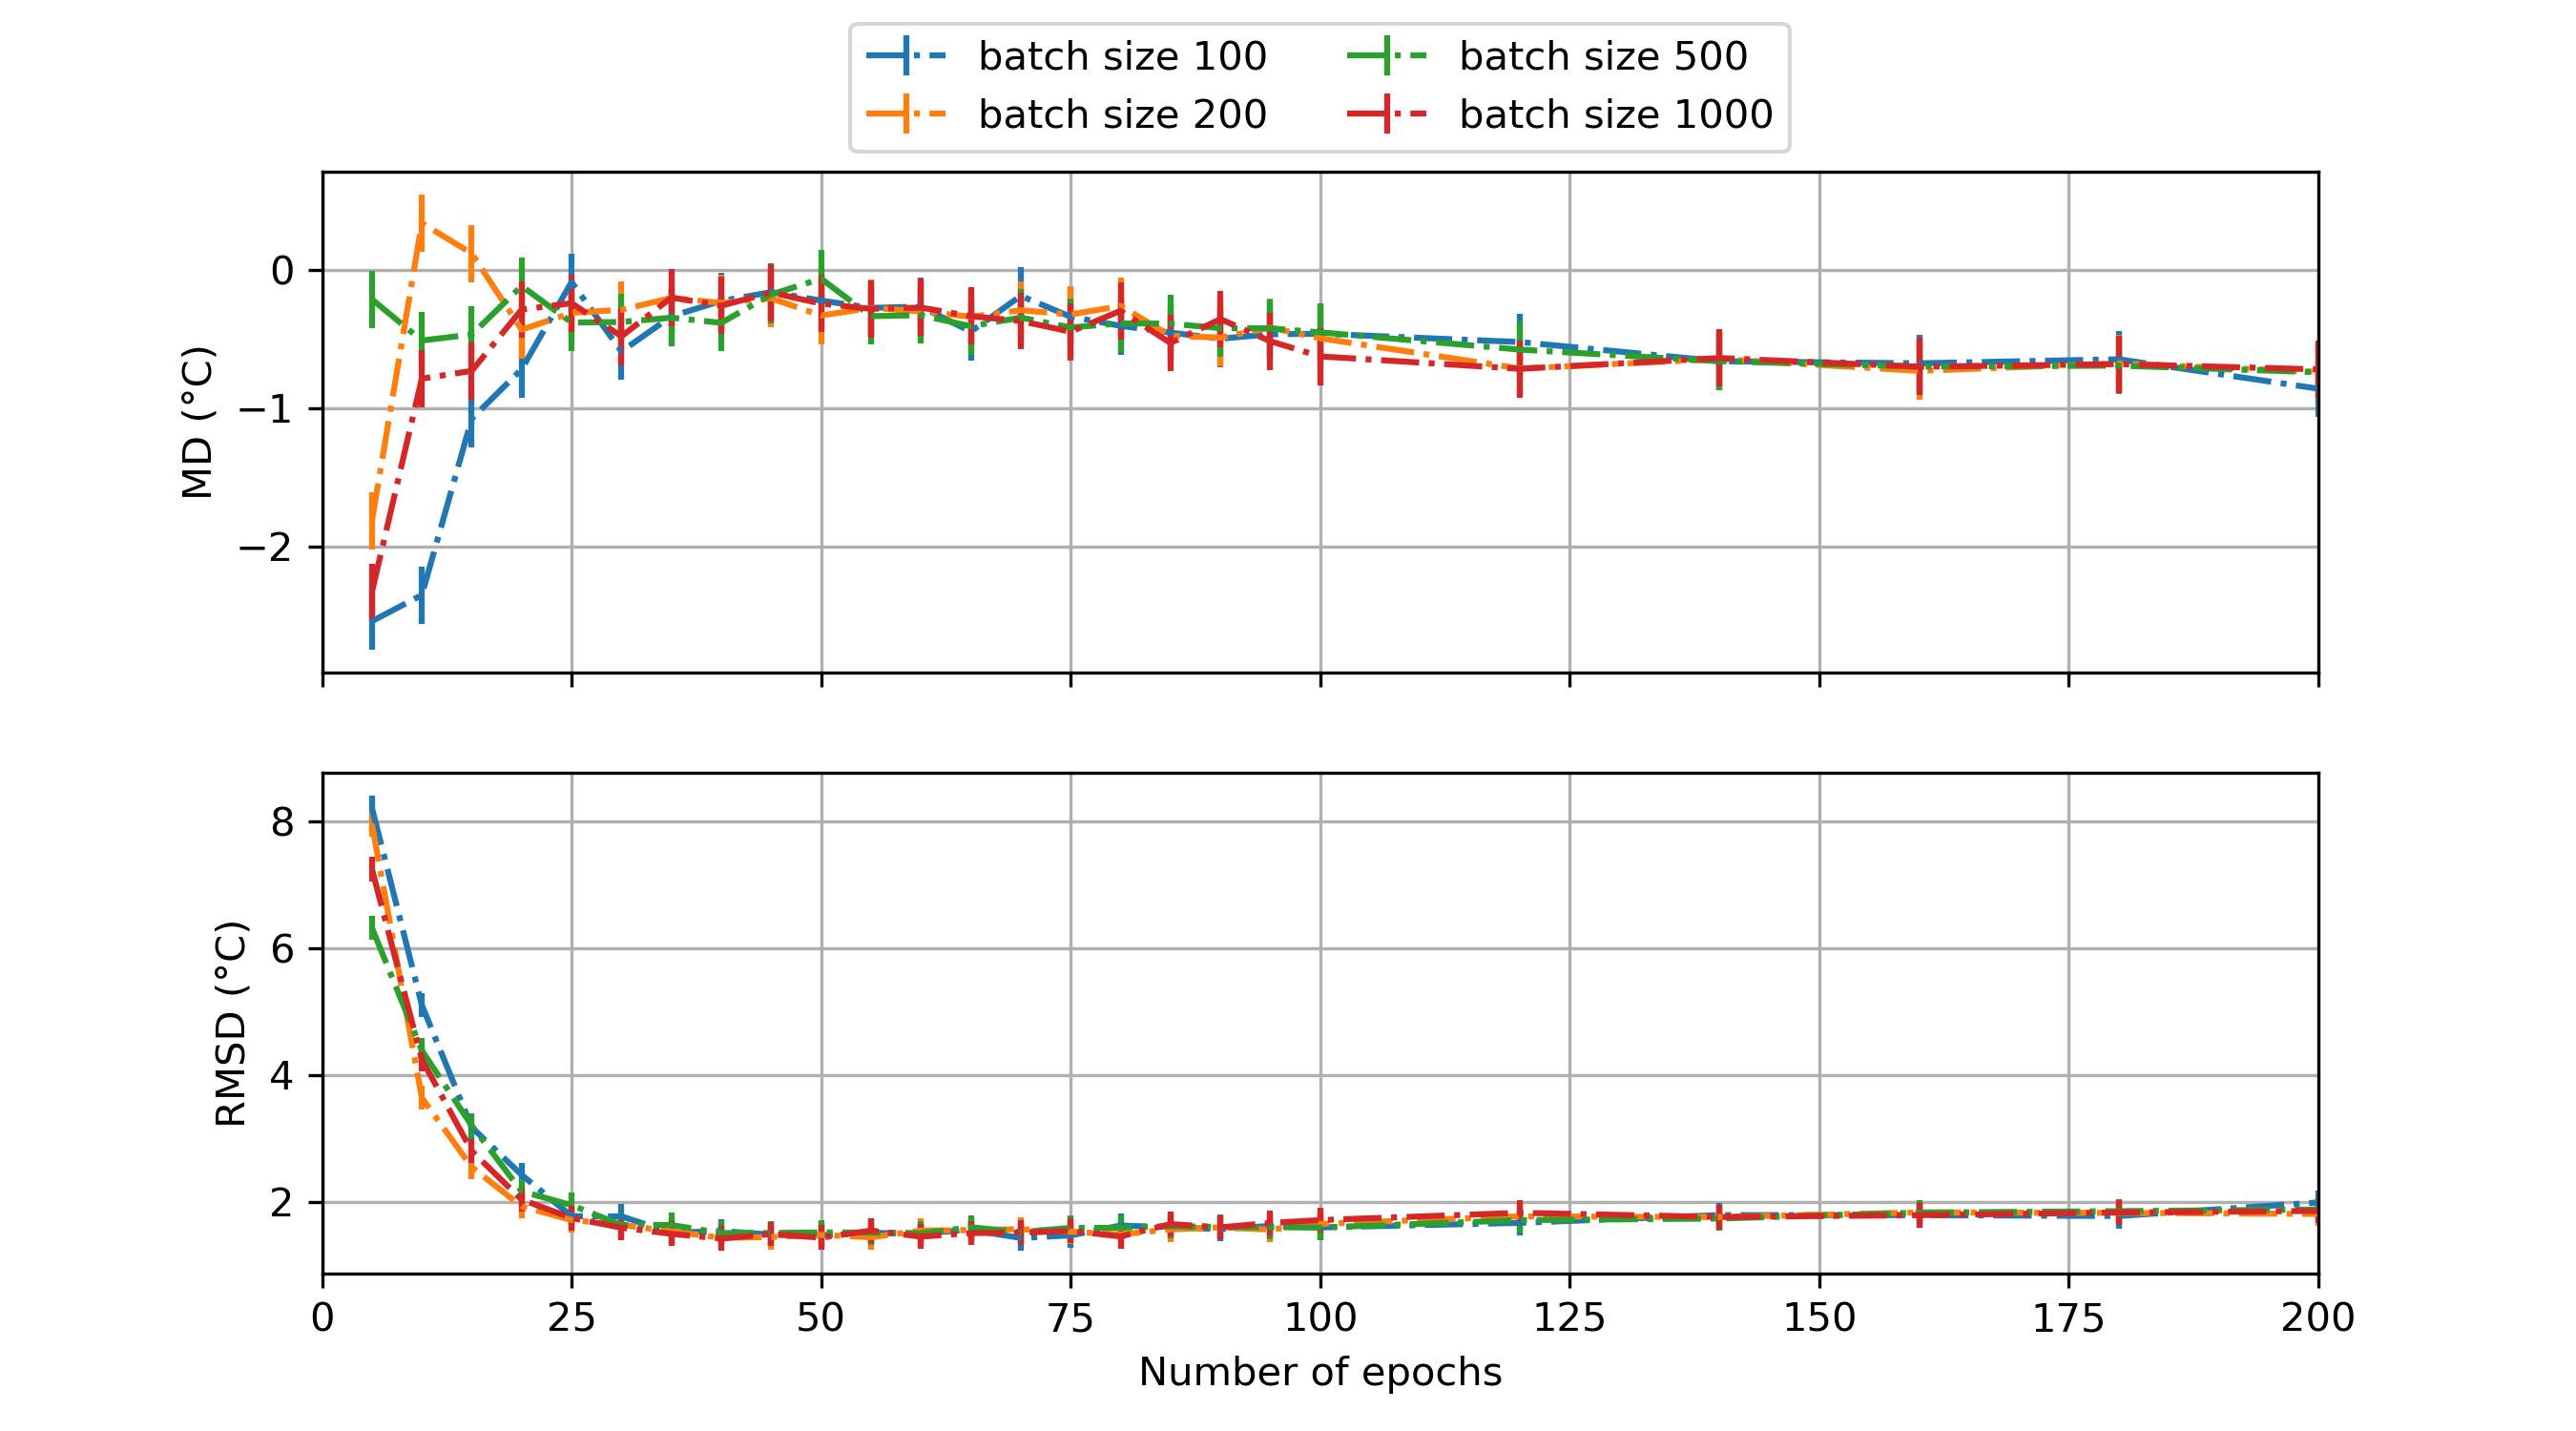 batch size 100
batch size 200
batch size 500
batch size 1000
MD (°C)
0
−1
−2
RMSD (°C)
8
6
4
2
0 25 50 75 100 125 150 175 200
Number of epochs